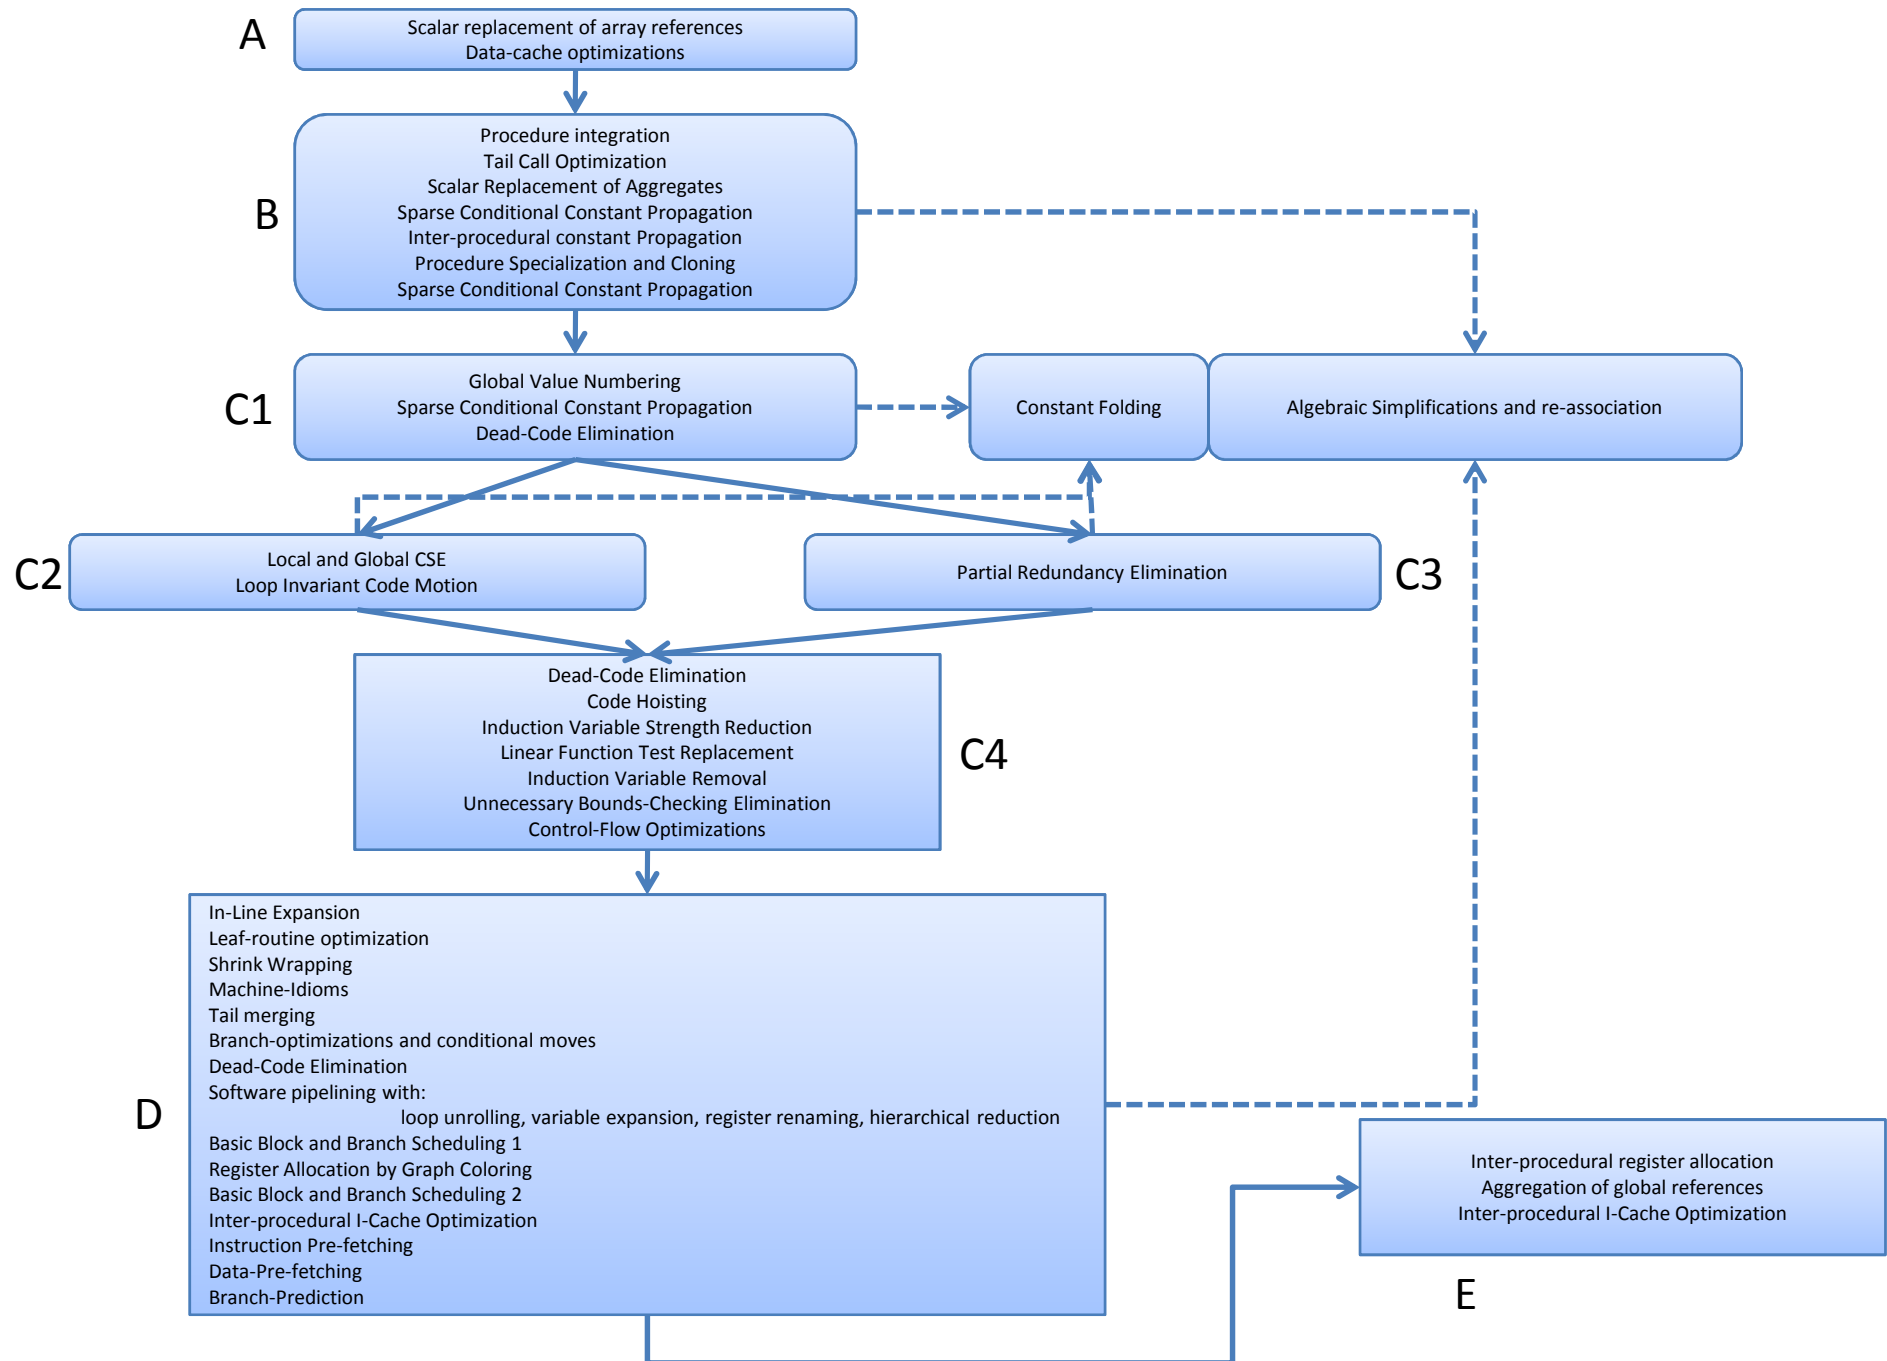 A
Scalar replacement of array references
Data-cache optimizations
B
Procedure integration
Tail Call Optimization
Scalar Replacement of Aggregates
Sparse Conditional Constant Propagation
Inter-procedural constant Propagation
Procedure Specialization and Cloning
Sparse Conditional Constant Propagation
C1
Global Value Numbering
Sparse Conditional Constant Propagation
Dead-Code Elimination
Constant Folding
Algebraic Simplifications and re-association
C2
Local and Global CSE
Loop Invariant Code Motion
Partial Redundancy Elimination
C3
Dead-Code Elimination
Code Hoisting
Induction Variable Strength Reduction
Linear Function Test Replacement
Induction Variable Removal
Unnecessary Bounds-Checking Elimination
Control-Flow Optimizations
C4
D
In-Line Expansion
Leaf-routine optimization
Shrink Wrapping
Machine-Idioms
Tail merging
Branch-optimizations and conditional moves
Dead-Code Elimination
Software pipelining with:
loop unrolling, variable expansion, register renaming, hierarchical reduction
Basic Block and Branch Scheduling 1
Register Allocation by Graph Coloring
Basic Block and Branch Scheduling 2
Inter-procedural I-Cache Optimization
Instruction Pre-fetching
Data-Pre-fetching
Branch-Prediction
Inter-procedural register allocation
Aggregation of global references
Inter-procedural I-Cache Optimization
E